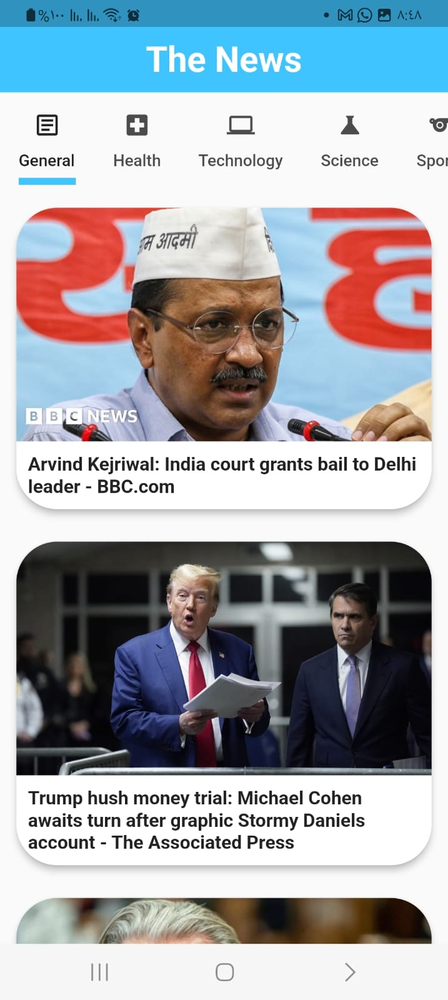 %١٠٠
٨:٤٨
The News
General
Health
Technology
Science
Spor
आम आदमी
BBC NEWS
Arvind Kejriwal: India court grants bail to Delhi
leader - BBC.com
Trump hush money trial: Michael Cohen
awaits turn after graphic Stormy Daniels
account - The Associated Press